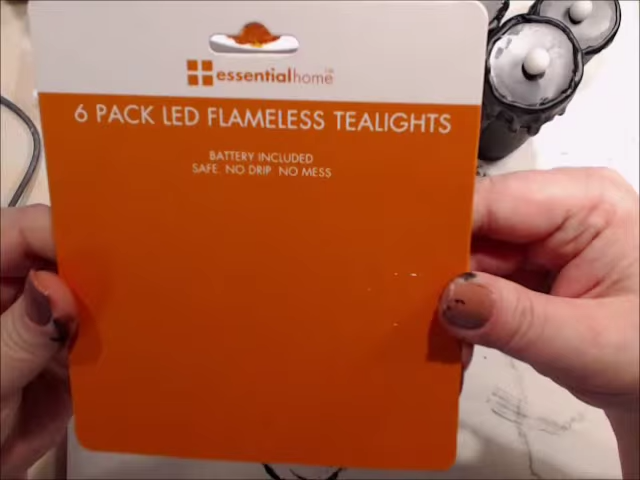 essentialhome
6 PACK LED FLAMELESS TEALIGHTS
BATTERY INCLUDED
SAFE. NO DRIP. NO MESS